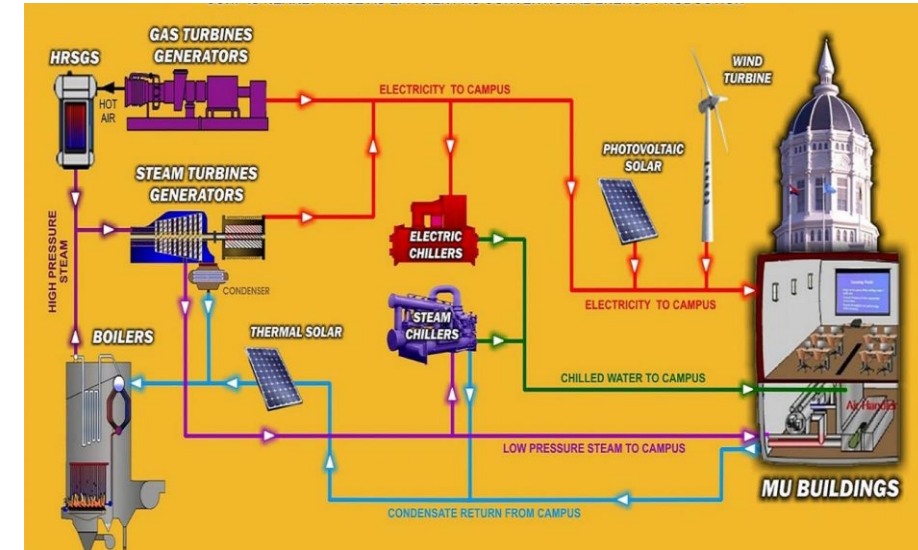 GAS TURBINES
GENERATORS
HRSGS
HOT
AIR
ELECTRICITY TO CAMPUS
WIND
TURBINE
PHOTOVOLTAIC
SOLAR
STEAM TURBINES
GENERATORS
HIGH PRESSURE
STEAM
ELECTRIC
CHILLERS
CONDENSER
ELECTRICITY TO CAMPUS
STEAM
CHILLERS
THERMAL SOLAR
BOILERS
CHILLED WATER TO CAMPUS
Air Handler
LOW PRESSURE STEAM TO CAMPUS
MU BUILDINGS
CONDENSATE RETURN FROM CAMPUS